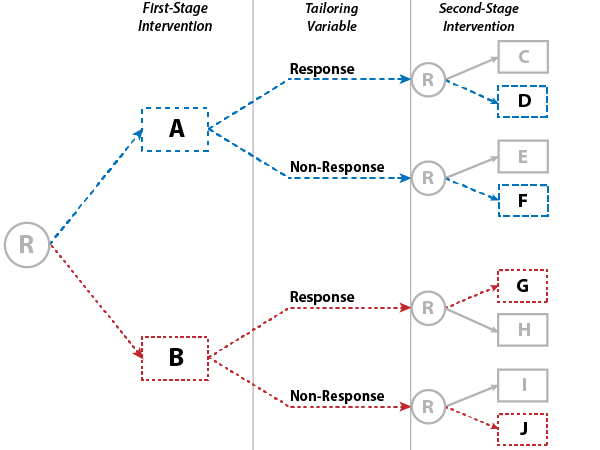 First-Stage
Intervention
Tailoring
Variable
Second-Stage
Intervention
Response
R
C
D
A
Non-Response
R
E
F
R
Response
R
G
H
B
Non-Response
R
I
J